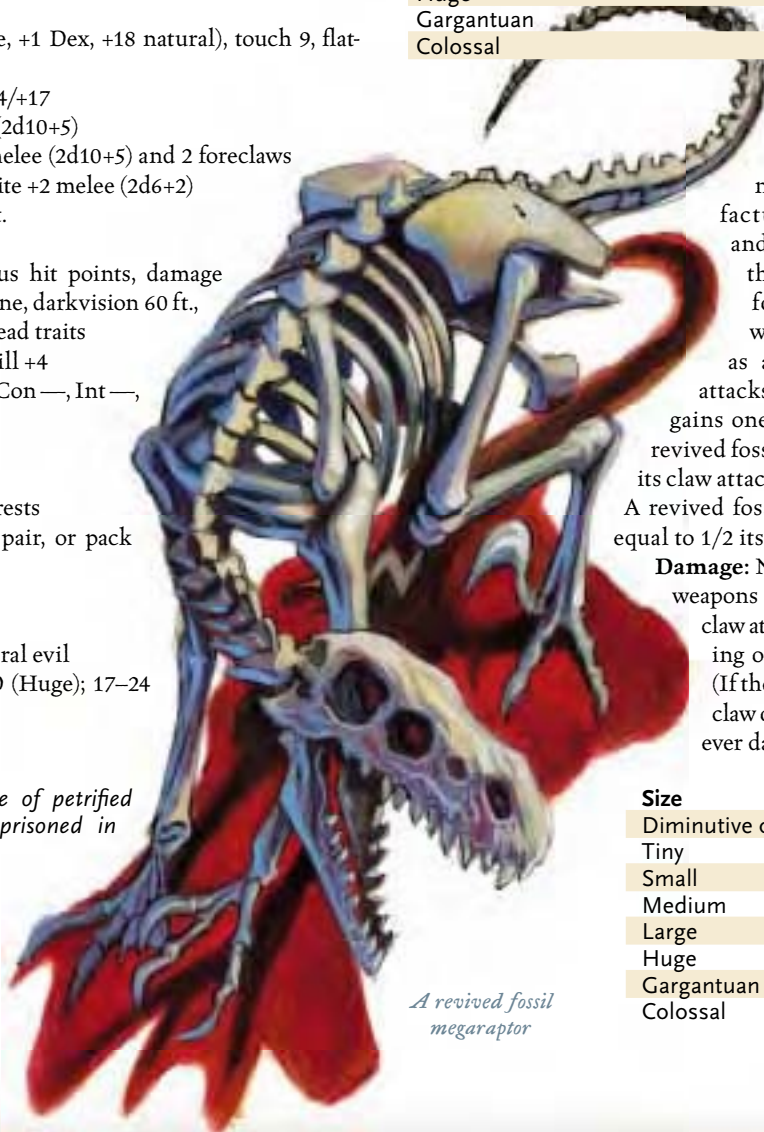 e, +1 Dex, +18 natural), touch 9, flat-
4/+17
2d10+5)
elee (2d10+5) and 2 foreclaws
ite +2 melee (2d6+2)
t.
us hit points, damage
ne, darkvision 60 ft.,
ead traits
ill +4
Con —, Int —,
rests
pair, or pack
ral evil
(Huge); 17–24
e of petrified
prisoned in
Gargantuan
Colossal
factu
and
th
fo
w
as a
attacks
gains one
revived foss
its claw attac
A revived fos
equal to 1/2 its
Damage: N
weapons
claw at
ing o
(If the
claw d
ever da
Size
Diminutive o
Tiny
Small
Medium
Large
Huge
Gargantuan
Colossal
A revived fossil
megaraptor